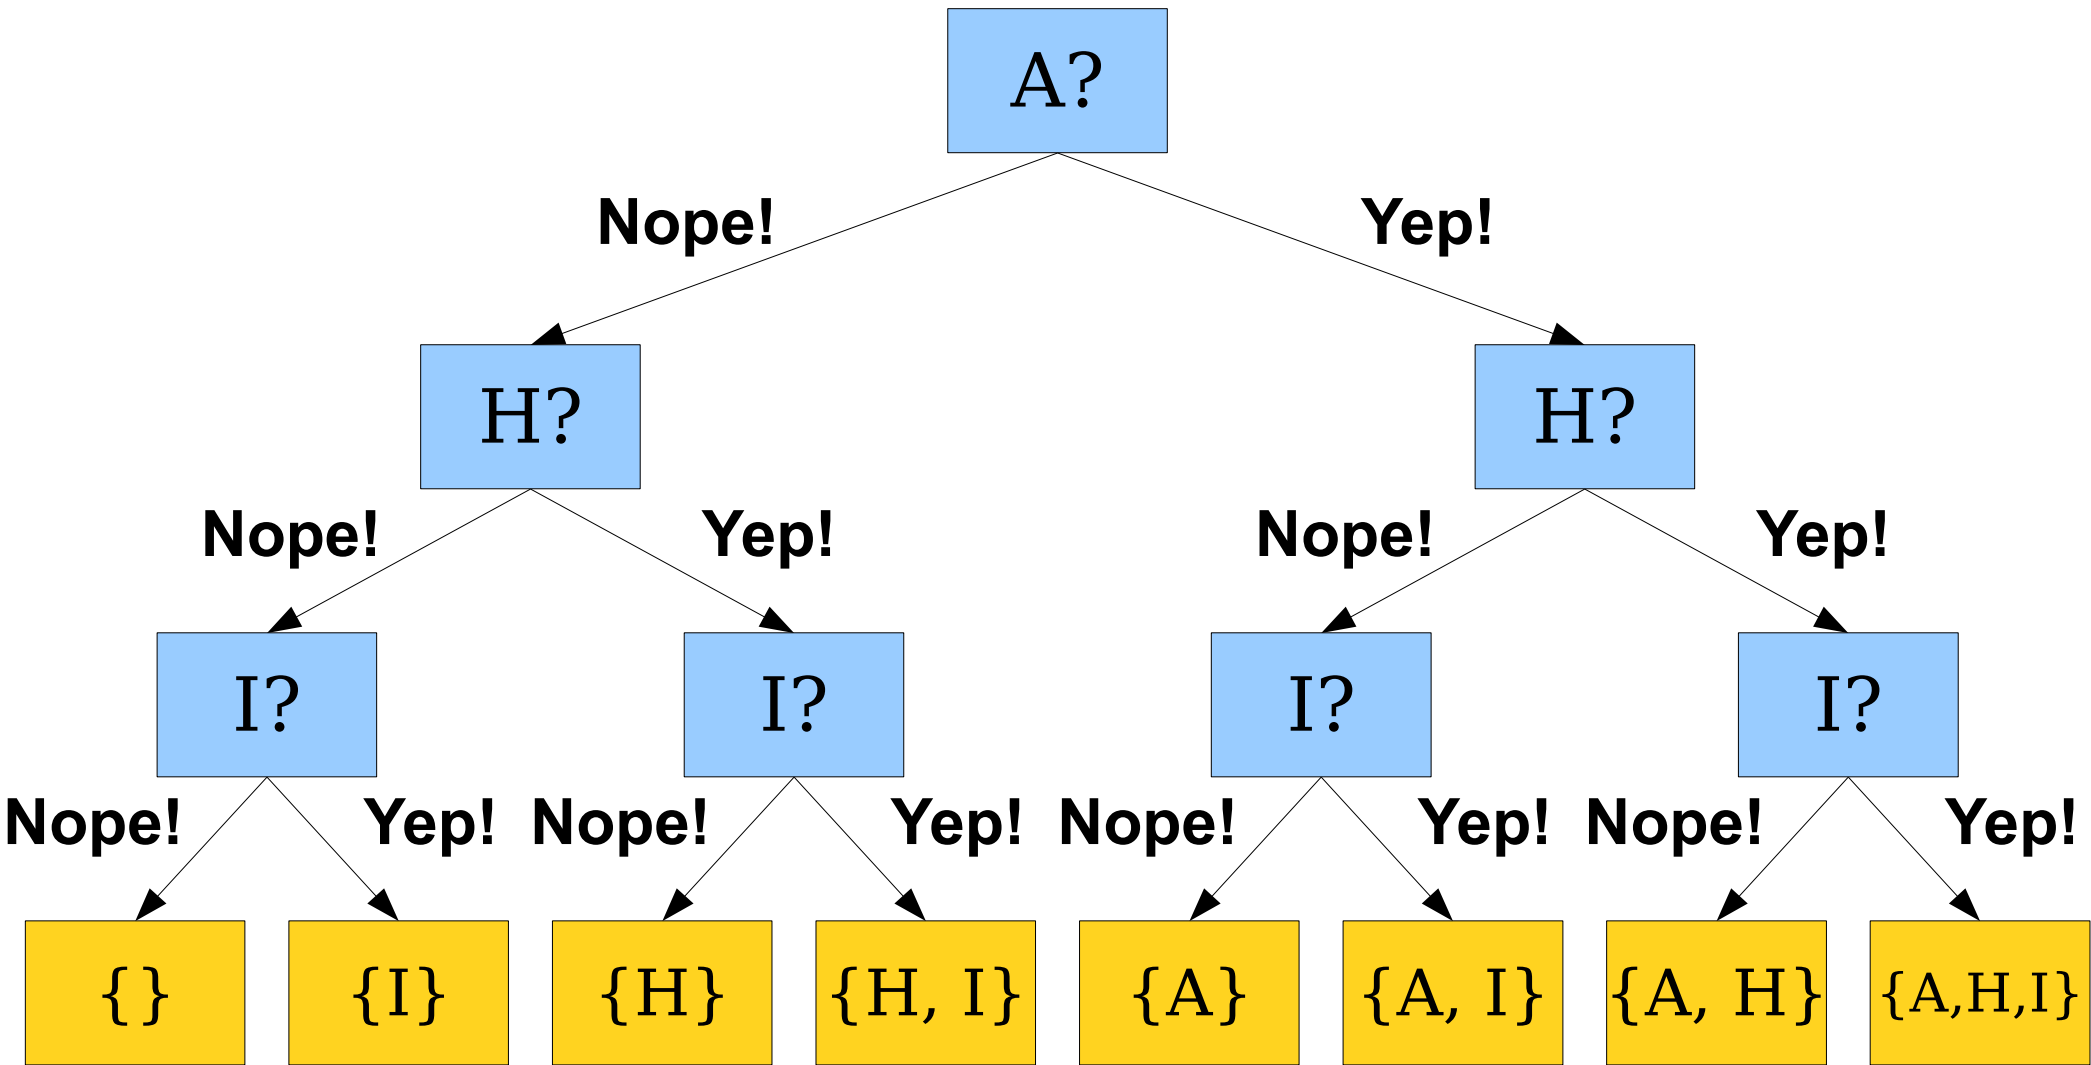 A?
Nope! Yep!
H? H?
Nope! Yep! Nope! Yep!
I? I? I? I?
Nope! Yep! Nope! Yep! Nope! Yep! Nope! Yep!
{} {I} {H} {H, I} {A} {A, I} {A, H} {A,H,I}